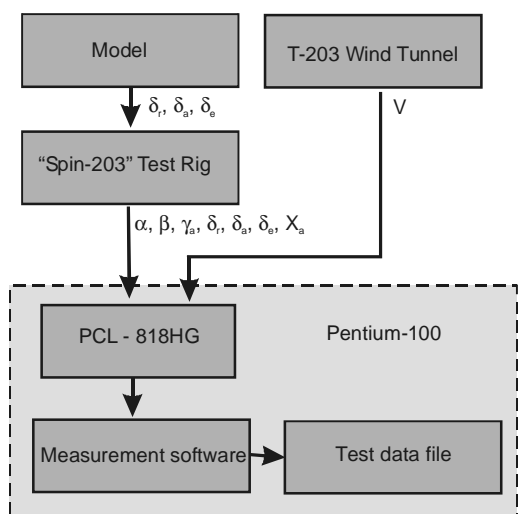 Model
T-203 Wind Tunnel
δr, δa, δe
V
“Spin-203” Test Rig
α, β, γa, δr, δa, δe, Xa
PCL - 818HG
Pentium-100
Measurement software
Test data file